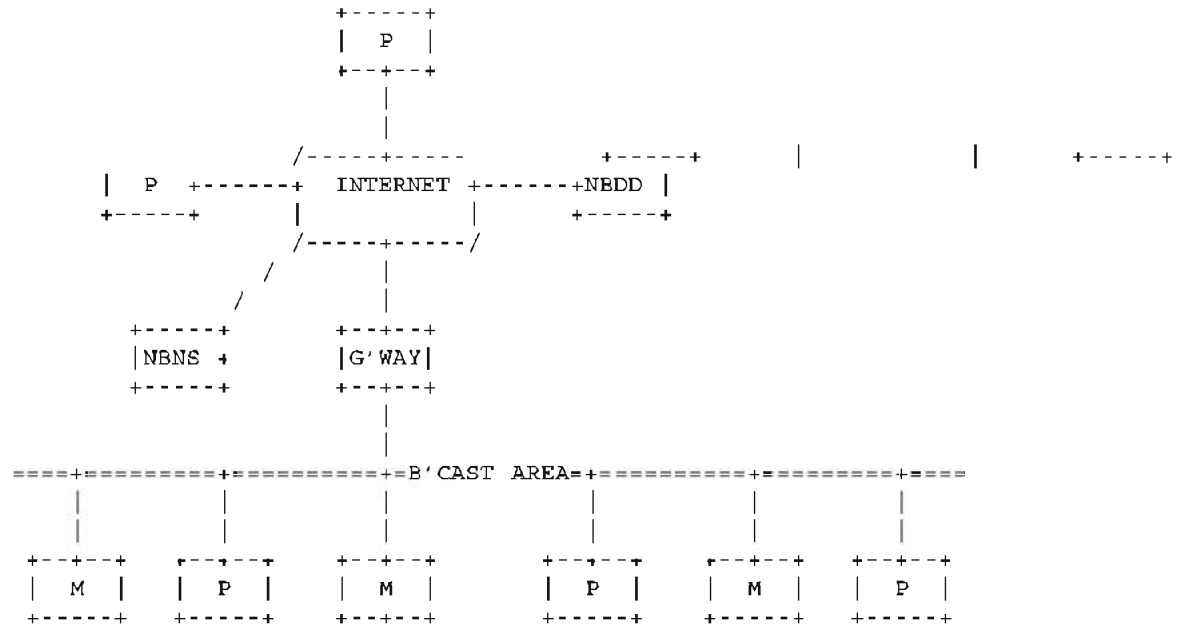 P
P INTERNET NBDD
NBNS G'WAY
B'CAST AREA
M P M P M P